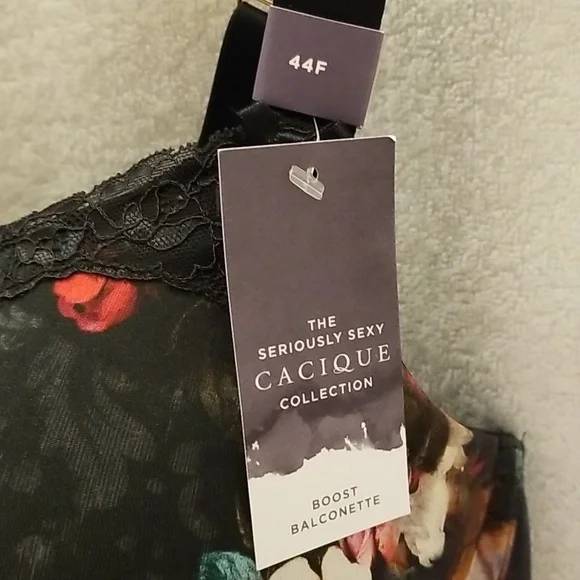 44F
THE
SERIOUSLY SEXY
CACIQUE
COLLECTION
BOOST
BALCONETTE